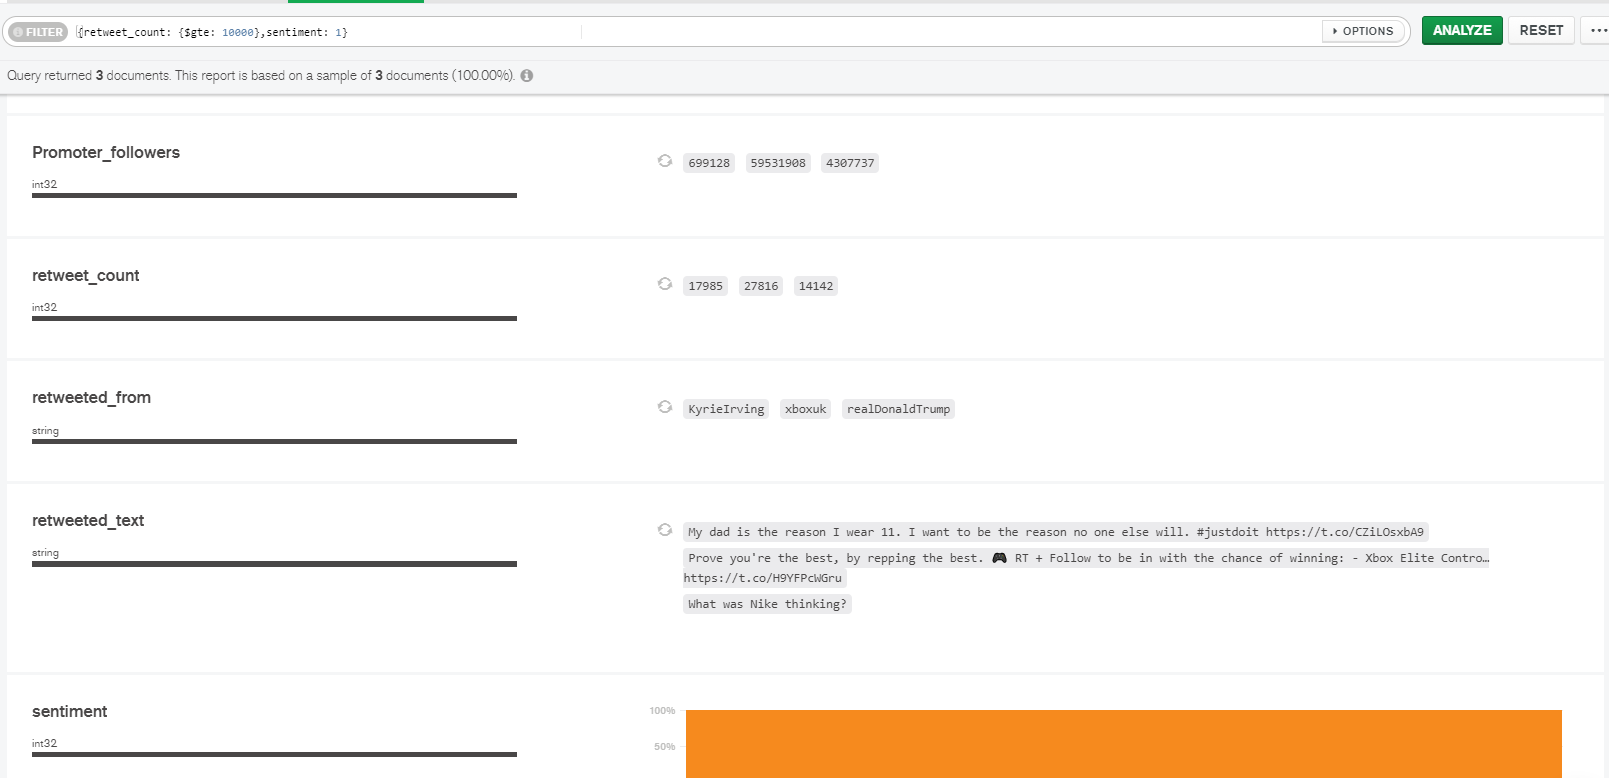 FILTER {retweet_count: {$gte: 10000},sentiment: 1} OPTIONS ANALYZE RESET ...
Query returned 3 documents. This report is based on a sample of 3 documents (100.00%).
Promoter_followers
int32
699128 59531908 4307737
retweet_count
int32
17985 27816 14142
retweeted_from
string
KyrieIrving xboxuk realDonaldTrump
retweeted_text
string
My dad is the reason I wear 11. I want to be the reason no one else will. #justdoit https://t.co/CZiLOsxbA9
Prove you're the best, by repping the best. 🎮 RT + Follow to be in with the chance of winning: - Xbox Elite Contro…
https://t.co/H9YFPcWGru
What was Nike thinking?
sentiment
int32
100%
50%